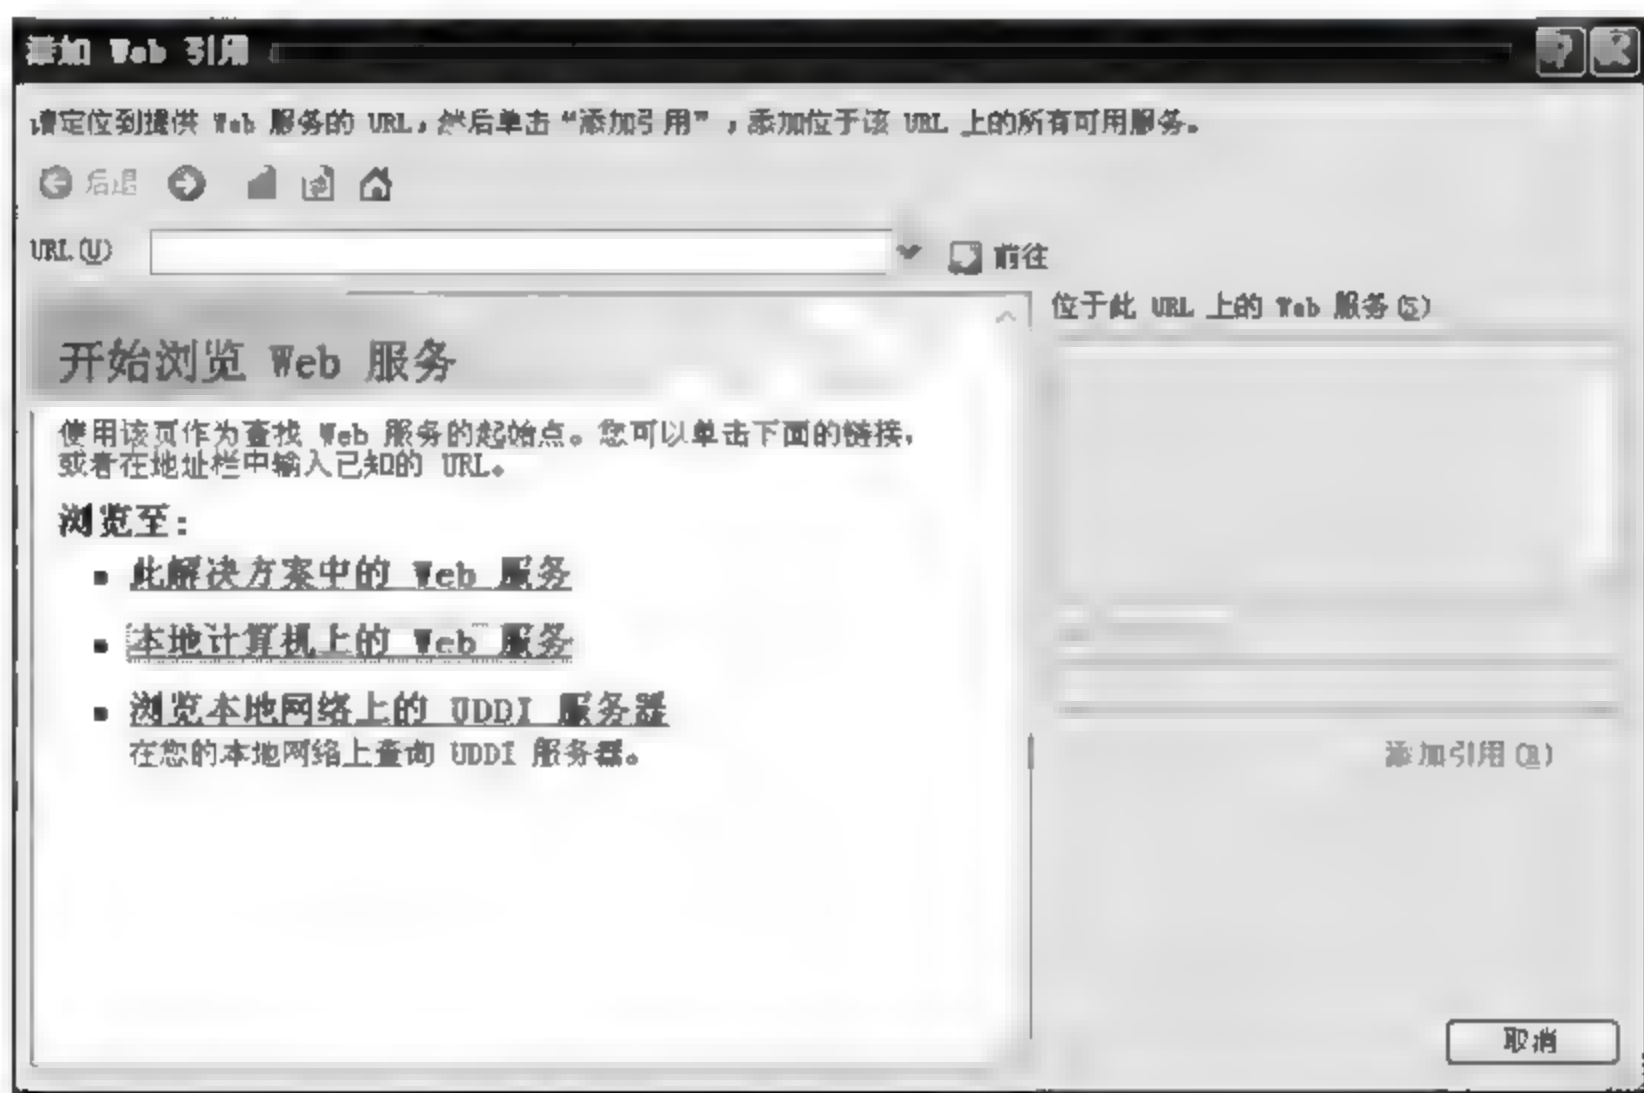 添加 Web 引用
请定位到提供 Web 服务的 URL，然后单击“添加引用”，添加位于该 URL 上的所有可用服务。
后退
URL(U)
前往
位于此 URL 上的 Web 服务(S)
开始浏览 Web 服务
使用该页作为查找 Web 服务的起始点。您可以单击下面的链接，
或者在地址栏中输入已知的 URL。
浏览至：
▪ 此解决方案中的 Web 服务
▪ 本地计算机上的 Web 服务
▪ 浏览本地网络上的 UDDI 服务器
在您的本地网络上查询 UDDI 服务器。
添加引用(R)
取消